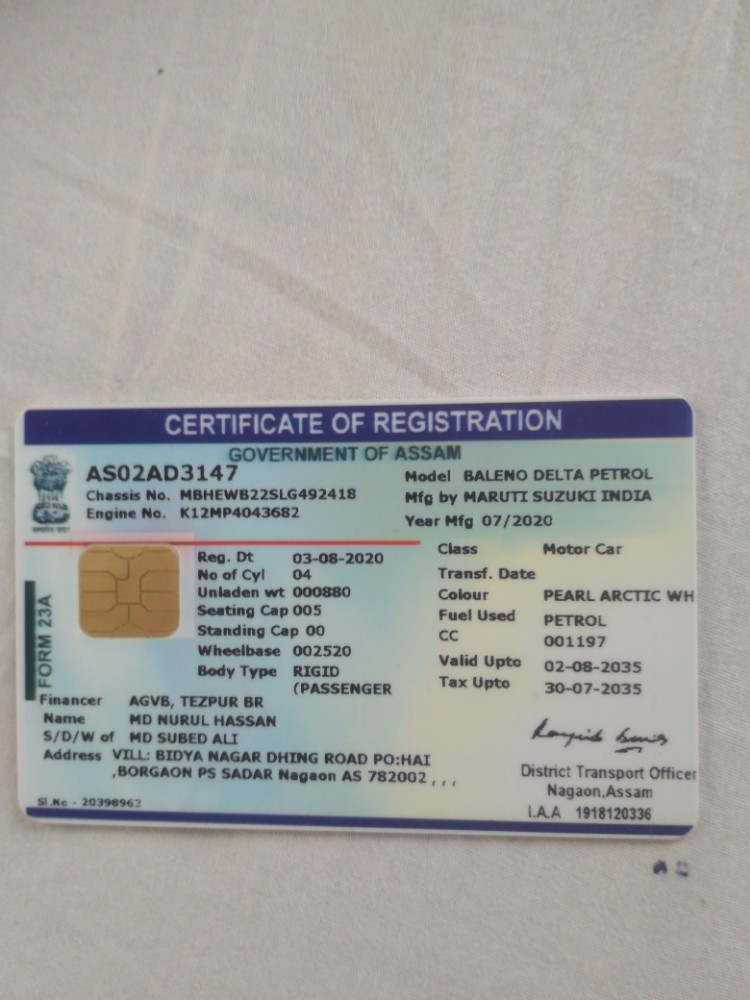 CERTIFICATE OF REGISTRATION
GOVERNMENT OF ASSAM
AS02AD3147
Chassis No. MBHEWB22SLG492418
Engine No. K12MP4043682
Model BALENO DELTA PETROL
Mfg by MARUTI SUZUKI INDIA
Year Mfg 07/2020
FORM 23A
Reg. Dt 03-08-2020
No of Cyl 04
Unladen wt 000880
Seating Cap 005
Standing Cap 00
Wheelbase 002520
Body Type RIGID
(PASSENGER
Class Motor Car
Transf. Date
Colour PEARL ARCTIC WH
Fuel Used PETROL
CC 001197
Valid Upto 02-08-2035
Tax Upto 30-07-2035
Financer AGVB, TEZPUR BR
Name MD NURUL HASSAN
S/D/W of MD SUBED ALI
Address VILL: BIDYA NAGAR DHING ROAD PO:HAI
,BORGAON PS SADAR Nagaon AS 782002 , , ,
Sl.No - 20398963
District Transport Officer
Nagaon,Assam
I.A.A 1918120336